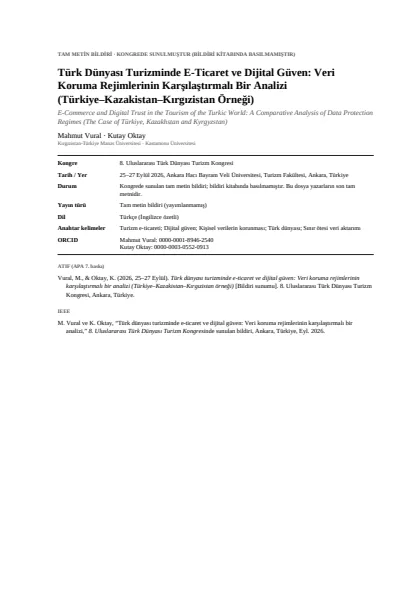 TAM METİN BİLDİRİ · KONGREDE SUNULMUŞTUR (BİLDİRİ KİTABINDA BASILMAMIŞTIR)
Türk Dünyası Turizminde E-Ticaret ve Dijital Güven: Veri
Koruma Rejimlerinin Karşılaştırmalı Bir Analizi
(Türkiye–Kazakistan–Kırgızistan Örneği)
E-Commerce and Digital Trust in the Tourism of the Turkic World: A Comparative Analysis of Data Protection
Regimes (The Case of Türkiye, Kazakhstan and Kyrgyzstan)
Mahmut Vural · Kutay Oktay
Kırgızistan-Türkiye Manas Üniversitesi · Kastamonu Üniversitesi
Kongre 8. Uluslararası Türk Dünyası Turizm Kongresi
Tarih / Yer 25–27 Eylül 2026, Ankara Hacı Bayram Veli Üniversitesi, Turizm Fakültesi, Ankara, Türkiye
Durum Kongrede sunulan tam metin bildiri; bildiri kitabında basılmamıştır. Bu dosya yazarların son tam
metnidir.
Yayın türü Tam metin bildiri (yayımlanmamış)
Dil Türkçe (İngilizce özetli)
Anahtar kelimeler Turizm e-ticareti; Dijital güven; Kişisel verilerin korunması; Türk dünyası; Sınır ötesi veri aktarımı
ORCID Mahmut Vural: 0000-0001-8946-2540
Kutay Oktay: 0000-0003-0552-0913
ATIF (APA 7. baskı)
Vural, M., & Oktay, K. (2026, 25–27 Eylül). Türk dünyası turizminde e-ticaret ve dijital güven: Veri koruma rejimlerinin
karşılaştırmalı bir analizi (Türkiye–Kazakistan–Kırgızistan örneği) [Bildiri sunumu]. 8. Uluslararası Türk Dünyası Turizm
Kongresi, Ankara, Türkiye.
IEEE
M. Vural ve K. Oktay, “Türk dünyası turizminde e-ticaret ve dijital güven: Veri koruma rejimlerinin karşılaştırmalı bir
analizi,” 8. Uluslararası Türk Dünyası Turizm Kongresinde sunulan bildiri, Ankara, Türkiye, Eyl. 2026.